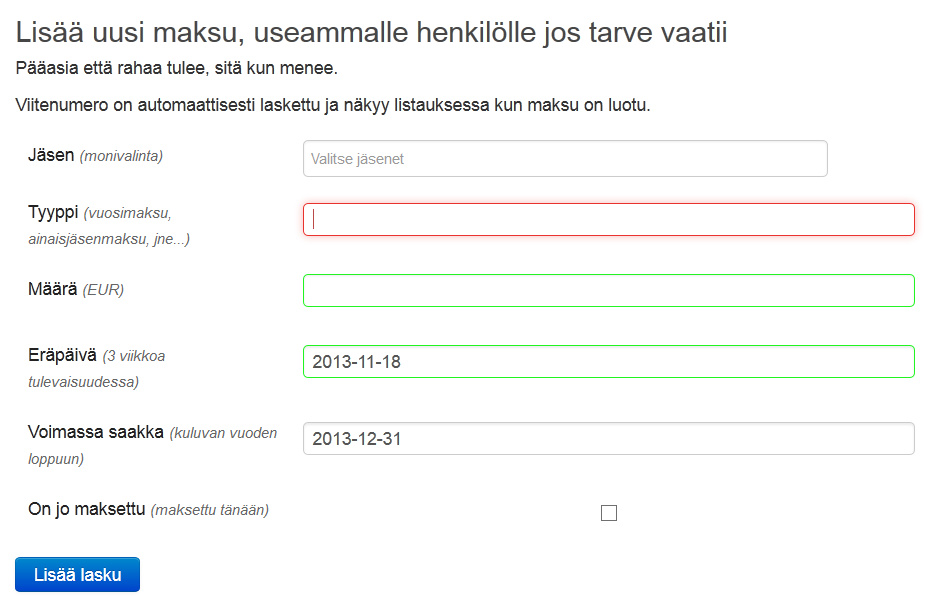 Lisää uusi maksu, useammalle henkilölle jos tarve vaatii
Pääasia että rahaa tulee, sitä kun menee.
Viitenumero on automaattisesti laskettu ja näkyy listauksessa kun maksu on luotu.
Jäsen (monivalinta)
Valitse jäsenet
Tyyppi (vuosimaksu,
ainaisjäsenmaksu, jne...)
Määrä (EUR)
Eräpäivä (3 viikkoa
tulevaisuudessa)
2013-11-18
Voimassa saakka (kuluvan vuoden
loppuun)
2013-12-31
On jo maksettu (maksettu tänään)
Lisää lasku